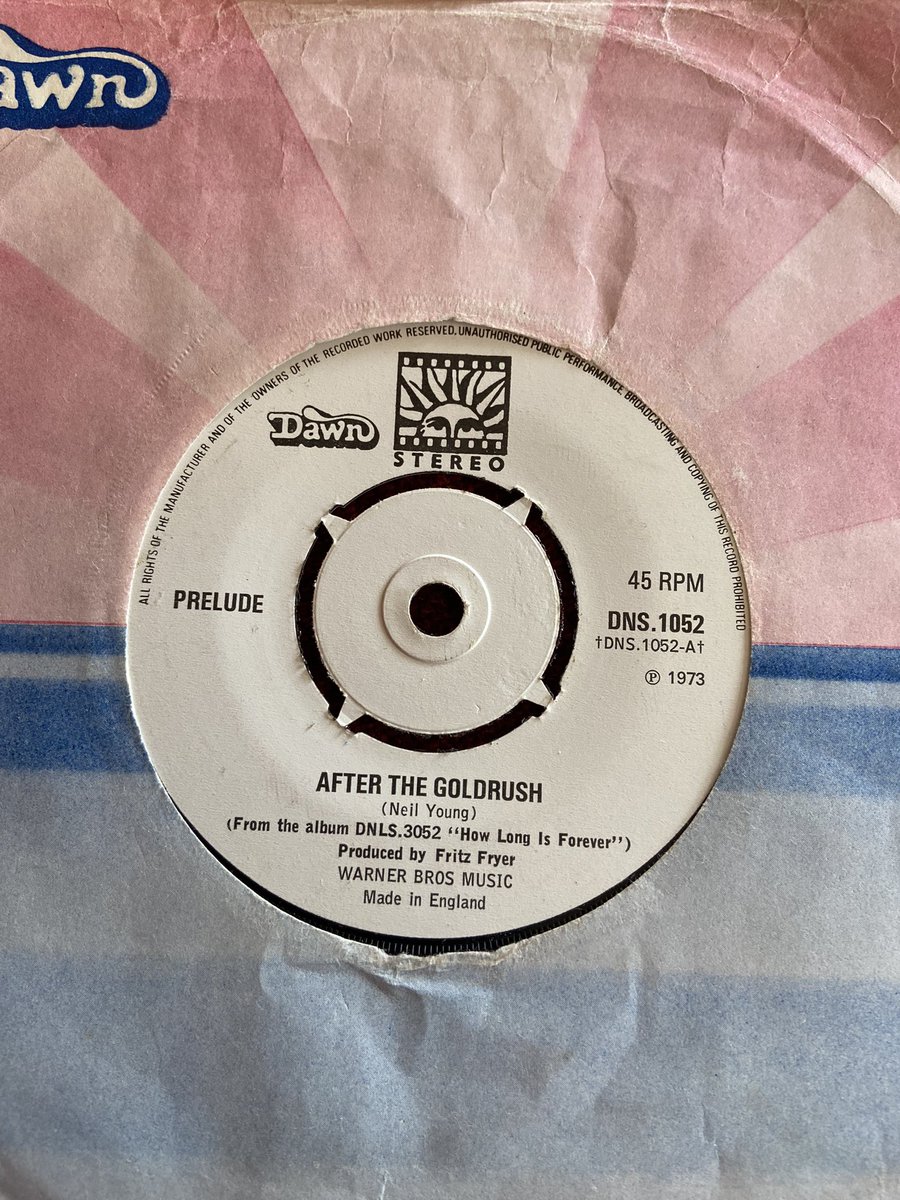 Dawn
ALL RIGHTS OF THE MANUFACTURER AND OF THE OWNERS OF THE RECORDED WORK RESERVED. UNAUTHORISED PUBLIC PERFORMANCE, BROADCASTING AND COPYING OF THIS RECORD PROHIBITED
Dawn
STEREO
PRELUDE
45 RPM
DNS.1052
†DNS.1052-A†
℗ 1973
AFTER THE GOLDRUSH
(Neil Young)
(From the album DNLS.3052 "How Long Is Forever")
Produced by Fritz Fryer
WARNER BROS MUSIC
Made in England